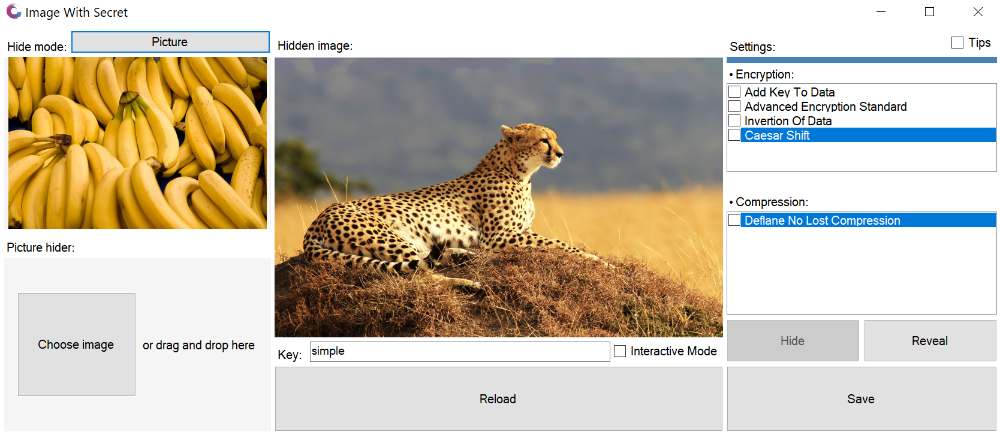 Image With Secret
Hide mode:
Picture
Picture hider:
Choose image
or drag and drop here
Hidden image:
Key:
simple
Interactive Mode
Reload
Settings:
Tips
• Encryption:
Add Key To Data
Advanced Encryption Standard
Invertion Of Data
Caesar Shift
• Compression:
Deflane No Lost Compression
Hide
Reveal
Save